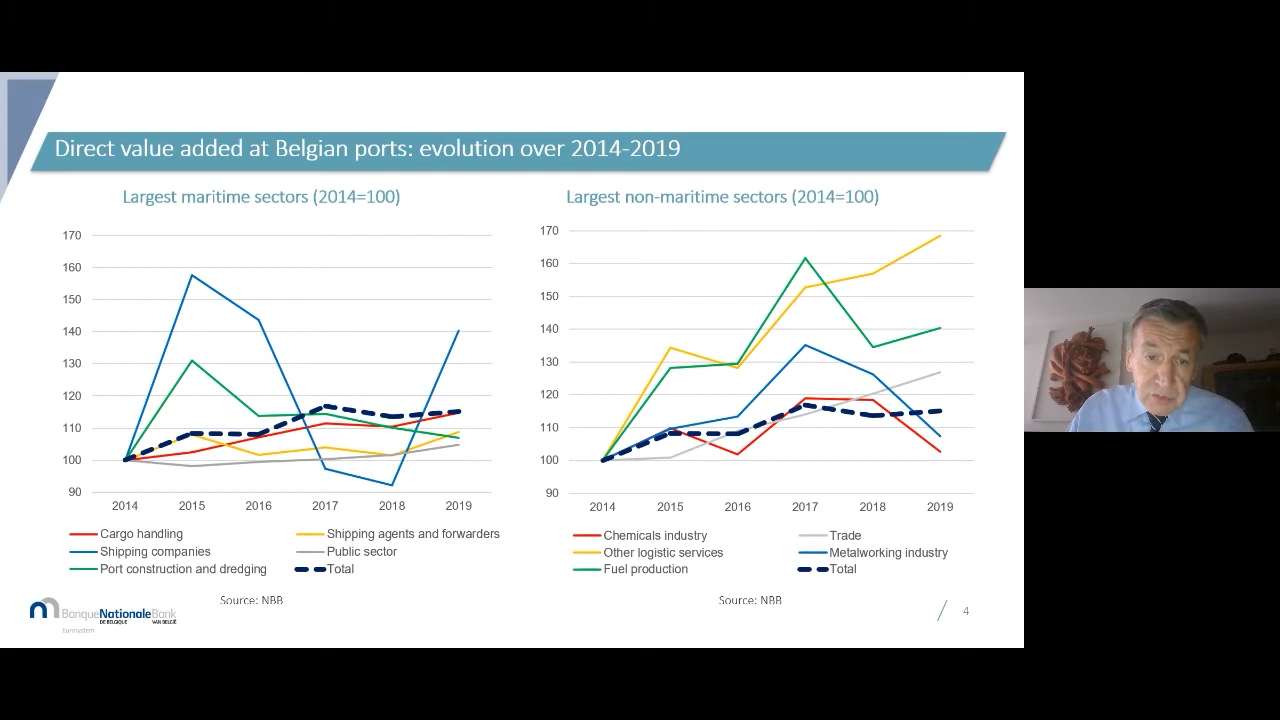 Direct value added at Belgian ports: evolution over 2014-2019
Largest maritime sectors (2014=100)
170
160
150
140
130
120
110
100
90
2014 2015 2016 2017 2018 2019
Cargo handling Shipping agents and forwarders
Shipping companies Public sector
Port construction and dredging Total
Source: NBB
Largest non-maritime sectors (2014=100)
170
160
150
140
130
120
110
100
90
2014 2015 2016 2017 2018 2019
Chemicals industry Trade
Other logistic services Metalworking industry
Fuel production Total
Source: NBB
BanqueNationaleBank
DE BELGIQUE VAN BELGIË
Eurosystem
4